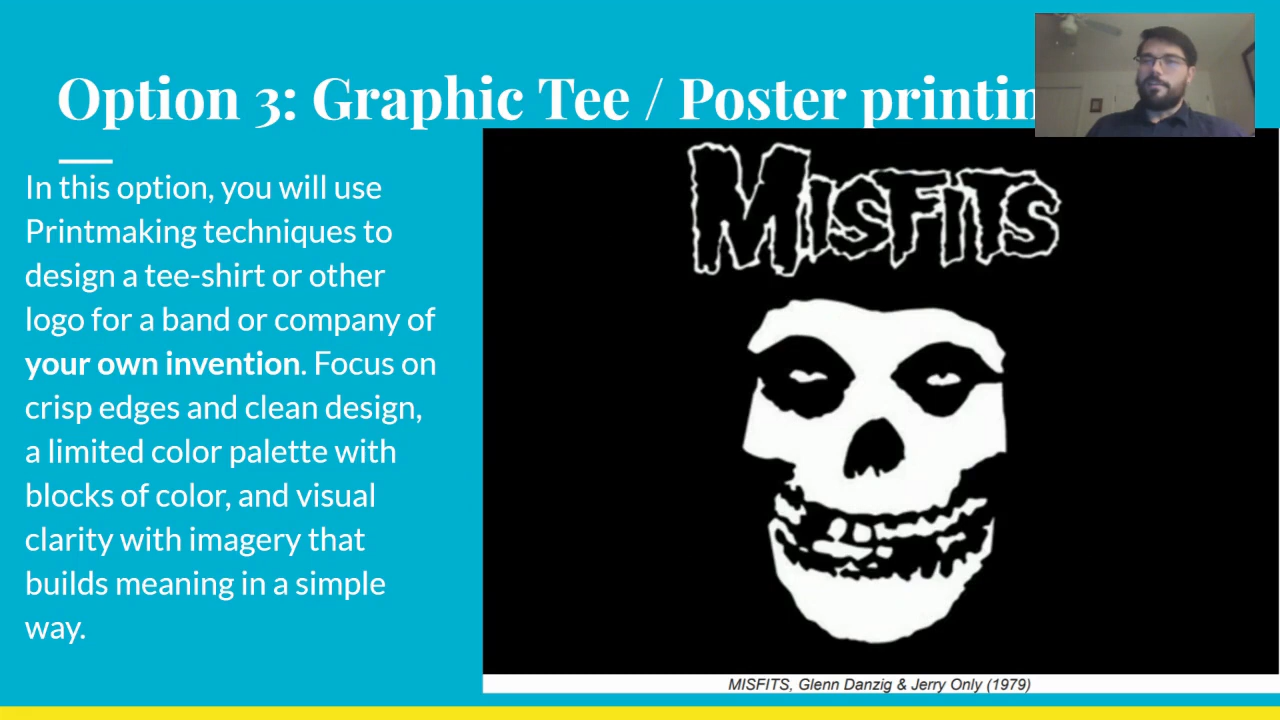 Option 3: Graphic Tee / Poster printin
In this option, you will use
Printmaking techniques to
design a tee-shirt or other
logo for a band or company of
your own invention. Focus on
crisp edges and clean design,
a limited color palette with
blocks of color, and visual
clarity with imagery that
builds meaning in a simple
way.
MISFITS
MISFITS, Glenn Danzig & Jerry Only (1979)